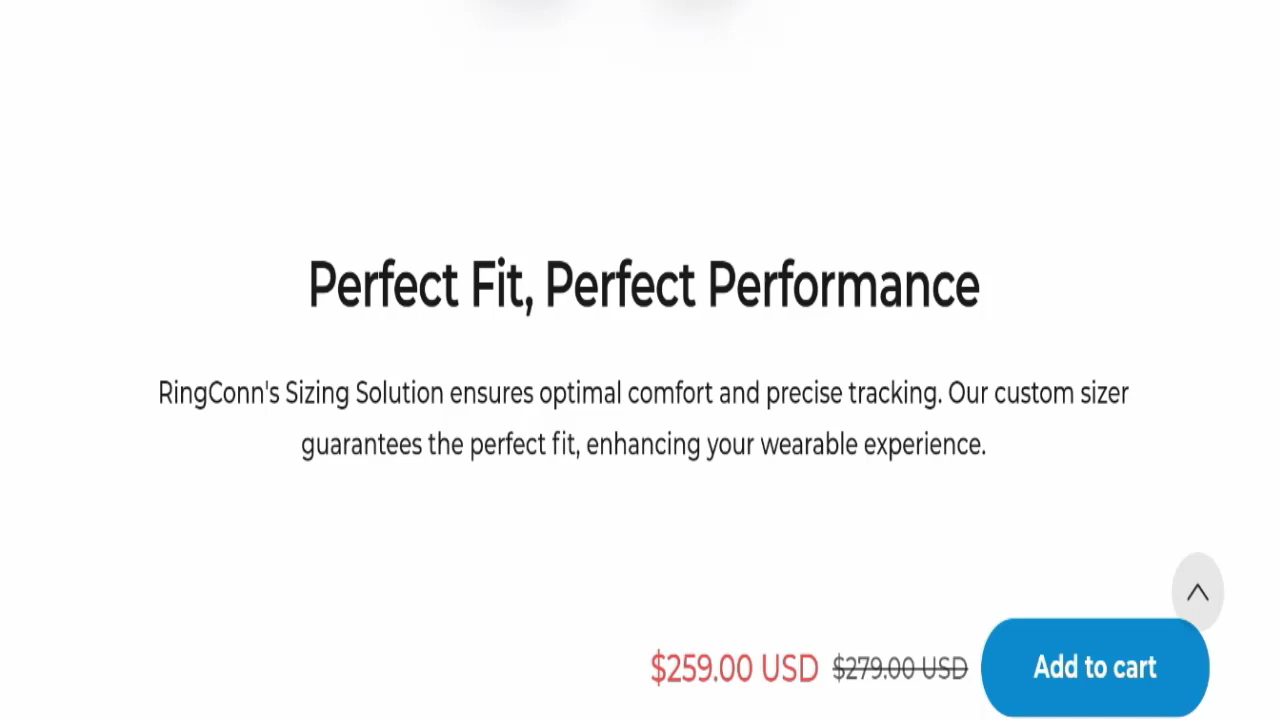 Perfect Fit, Perfect Performance
RingConn's Sizing Solution ensures optimal comfort and precise tracking. Our custom sizer
guarantees the perfect fit, enhancing your wearable experience.
$259.00 USD $279.00 USD Add to cart